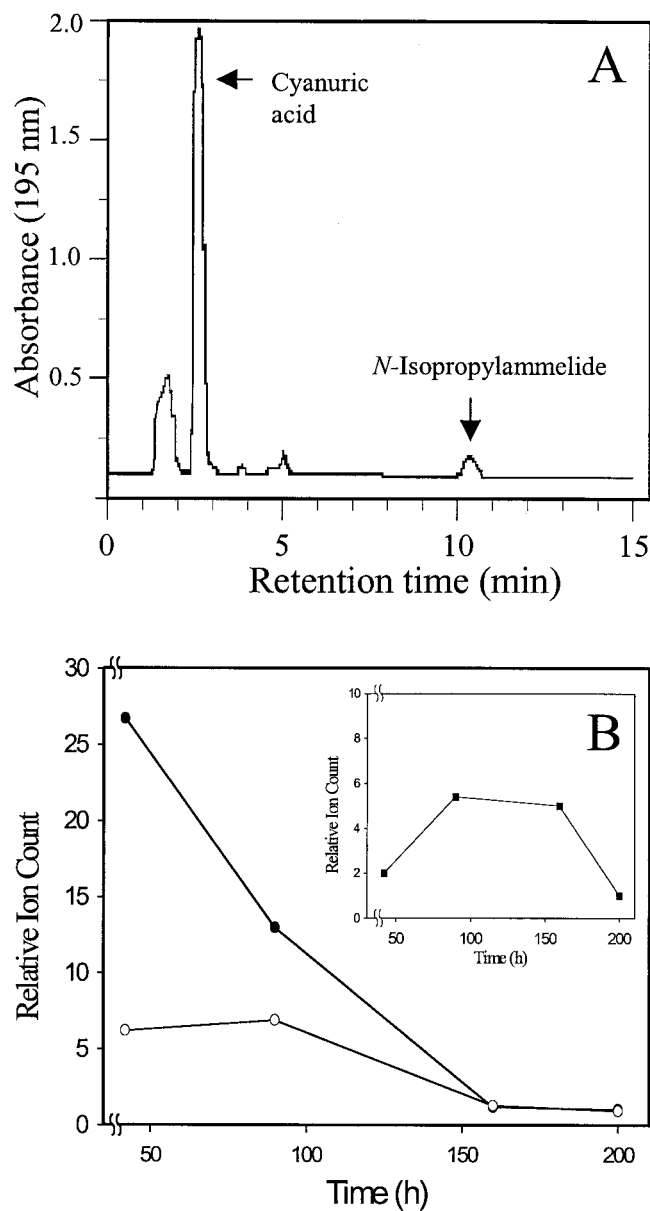 A
2.0
1.5
1.0
0.5
Absorbance (195 nm)
Cyanuric
acid
N-Isopropylammelide
0
5
10
15
Retention time (min)
B
30
25
20
15
10
5
0
Relative Ion Count
50
100
150
200
Time (h)
10
8
6
4
2
0
Relative Ion Count
50
100
150
200
Time (h)